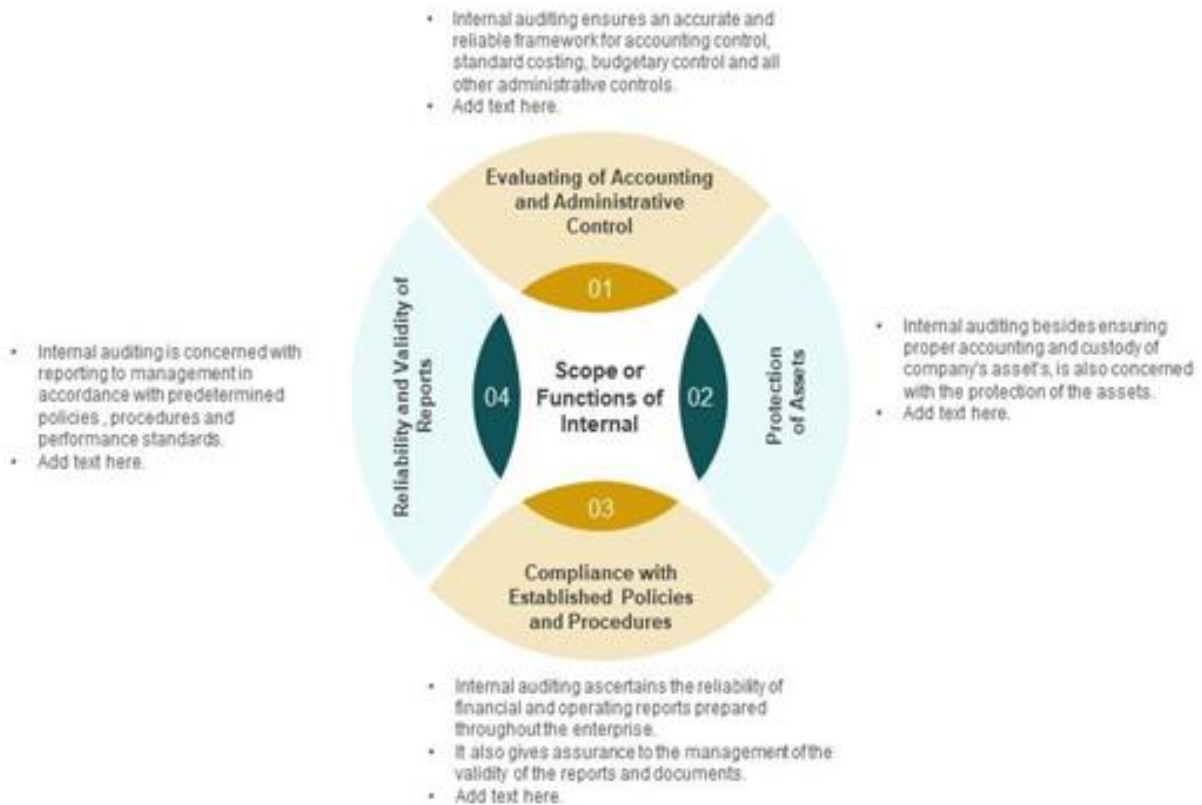 • Internal auditing ensures an accurate and
reliable framework for accounting control,
standard costing, budgetary control and all
other administrative controls.
• Add text here.
Evaluating of Accounting
and Administrative
Control
01
• Internal auditing besides ensuring
proper accounting and custody of
company's asset's, is also concerned
with the protection of the assets.
• Add text here.
Protection
of Assets
02
Scope or
Functions of
Internal
03
Compliance with
Established Policies
and Procedures
• Internal auditing ascertains the reliability of
financial and operating reports prepared
throughout the enterprise.
• It also gives assurance to the management of the
validity of the reports and documents.
• Add text here.
04
Reliability and Validity of
Reports
• Internal auditing is concerned with
reporting to management in
accordance with predetermined
policies , procedures and
performance standards.
• Add text here.